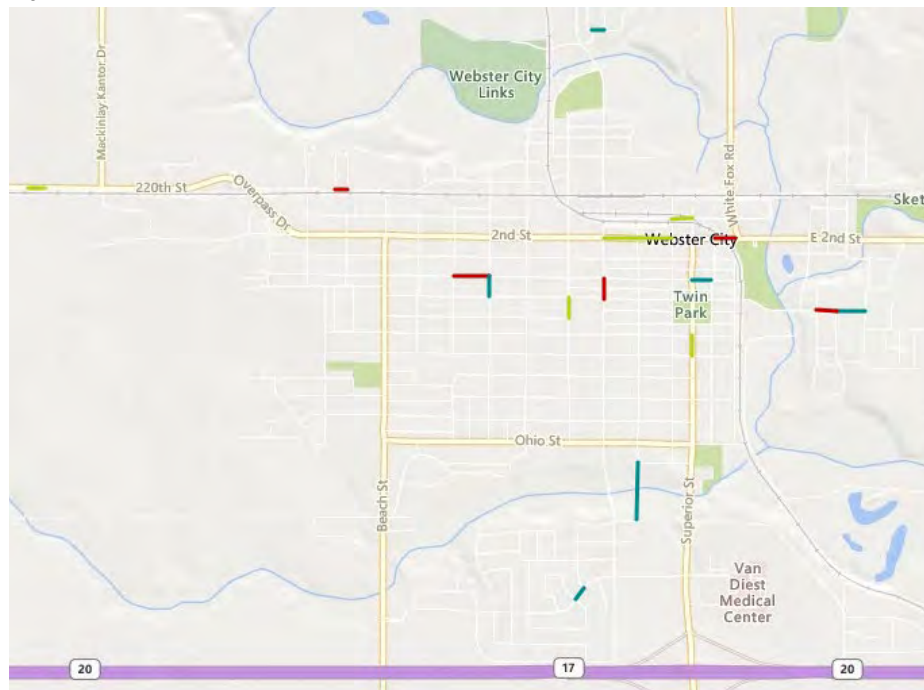 Mackinlay Kantor Dr
Webster City
Links
White Fox Rd
220th St
Overpass Dr
Sket
2nd St
Webster City
E 2nd St
Twin
Park
Ohio St
Beach St
Superior St
Van
Diest
Medical
Center
20
17
20